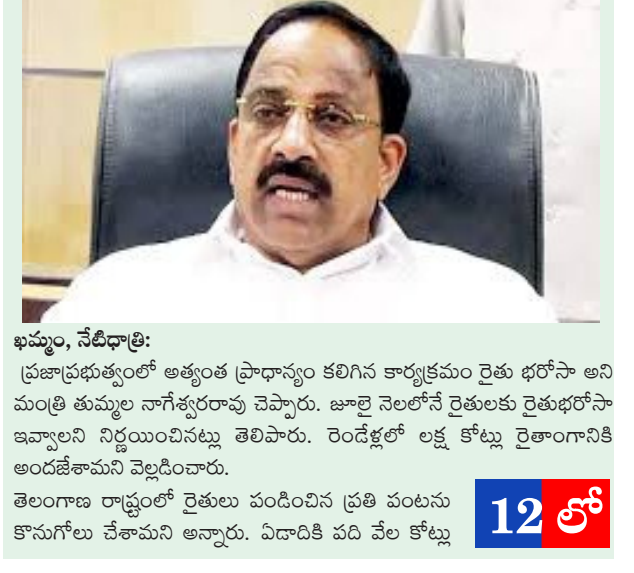 ఖమ్మం, నేటిధాత్రి:
ప్రజాప్రభుత్వంలో అత్యంత ప్రాధాన్యం కలిగిన కార్యక్రమం రైతు భరోసా అని
మంత్రి తుమ్మల నాగేశ్వరరావు చెప్పారు. జూలై నెలలోనే రైతులకు రైతుభరోసా
ఇవ్వాలని నిర్ణయించినట్లు తెలిపారు. రెండేళ్లలో లక్ష కోట్లు రైతాంగానికి
అందజేశామని వెల్లడించారు.
తెలంగాణ రాష్ట్రంలో రైతులు పండించిన ప్రతి పంటను
కొనుగోలు చేశామని అన్నారు. ఏడాదికి పది వేల కోట్లు
12 లో